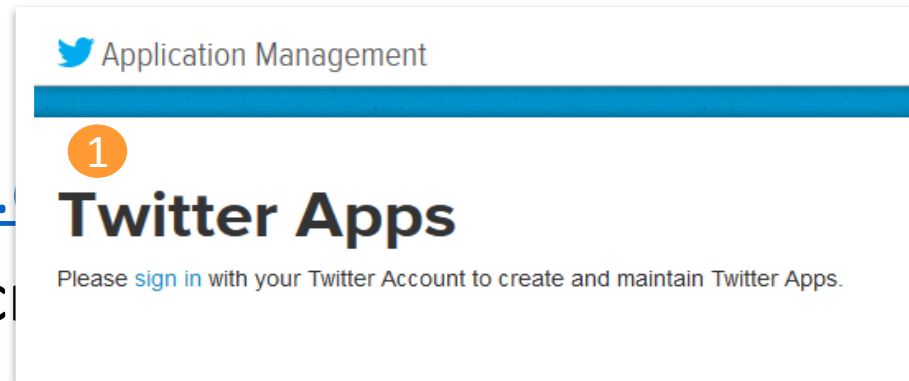 Application Management
1
Twitter Apps
Please sign in with your Twitter Account to create and maintain Twitter Apps.